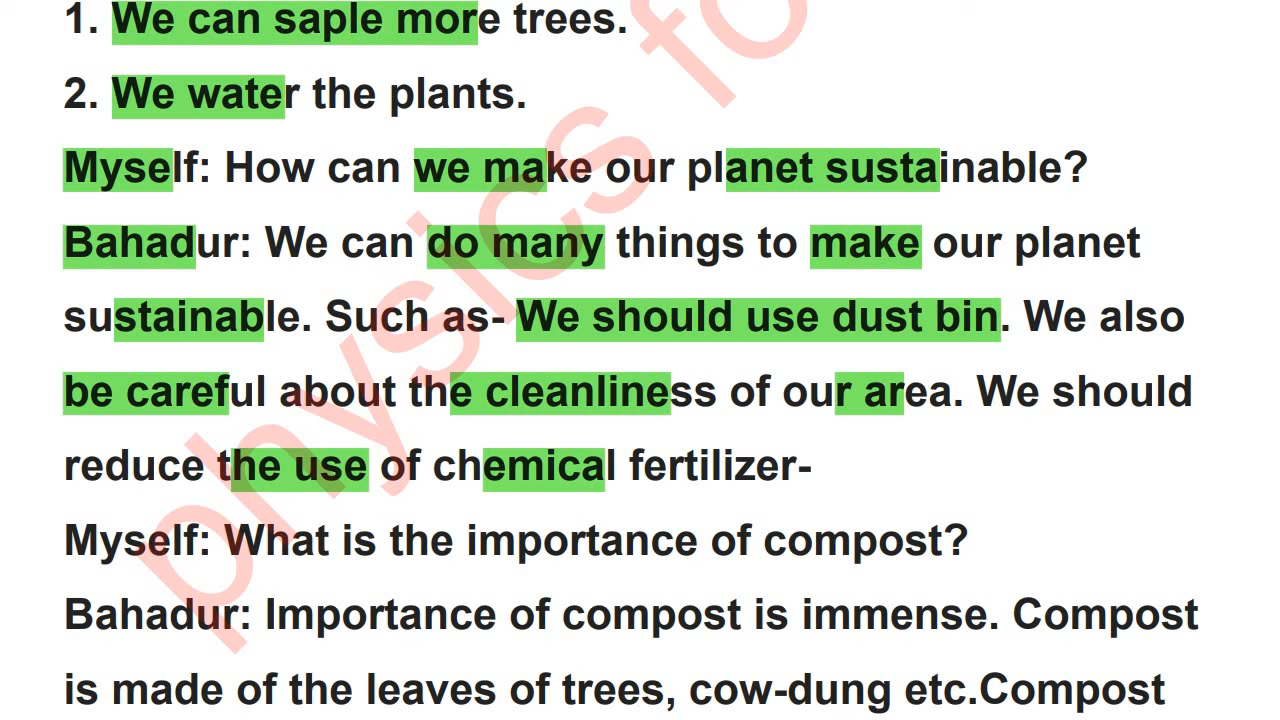 1. We can saple more trees.
2. We water the plants.
Myself: How can we make our planet sustainable?
Bahadur: We can do many things to make our planet
sustainable. Such as- We should use dust bin. We also
be careful about the cleanliness of our area. We should
reduce the use of chemical fertilizer-
Myself: What is the importance of compost?
Bahadur: Importance of compost is immense. Compost
is made of the leaves of trees, cow-dung etc.Compost
physics fo